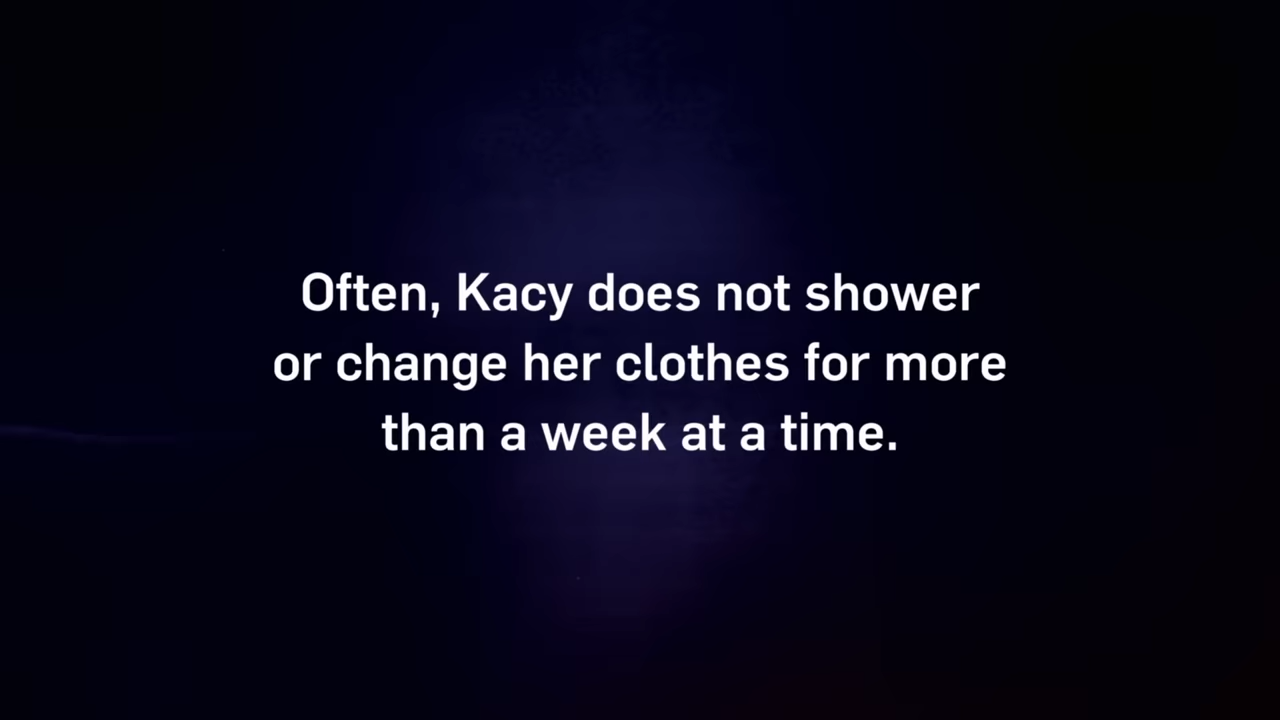 Often, Kacy does not shower
or change her clothes for more
than a week at a time.